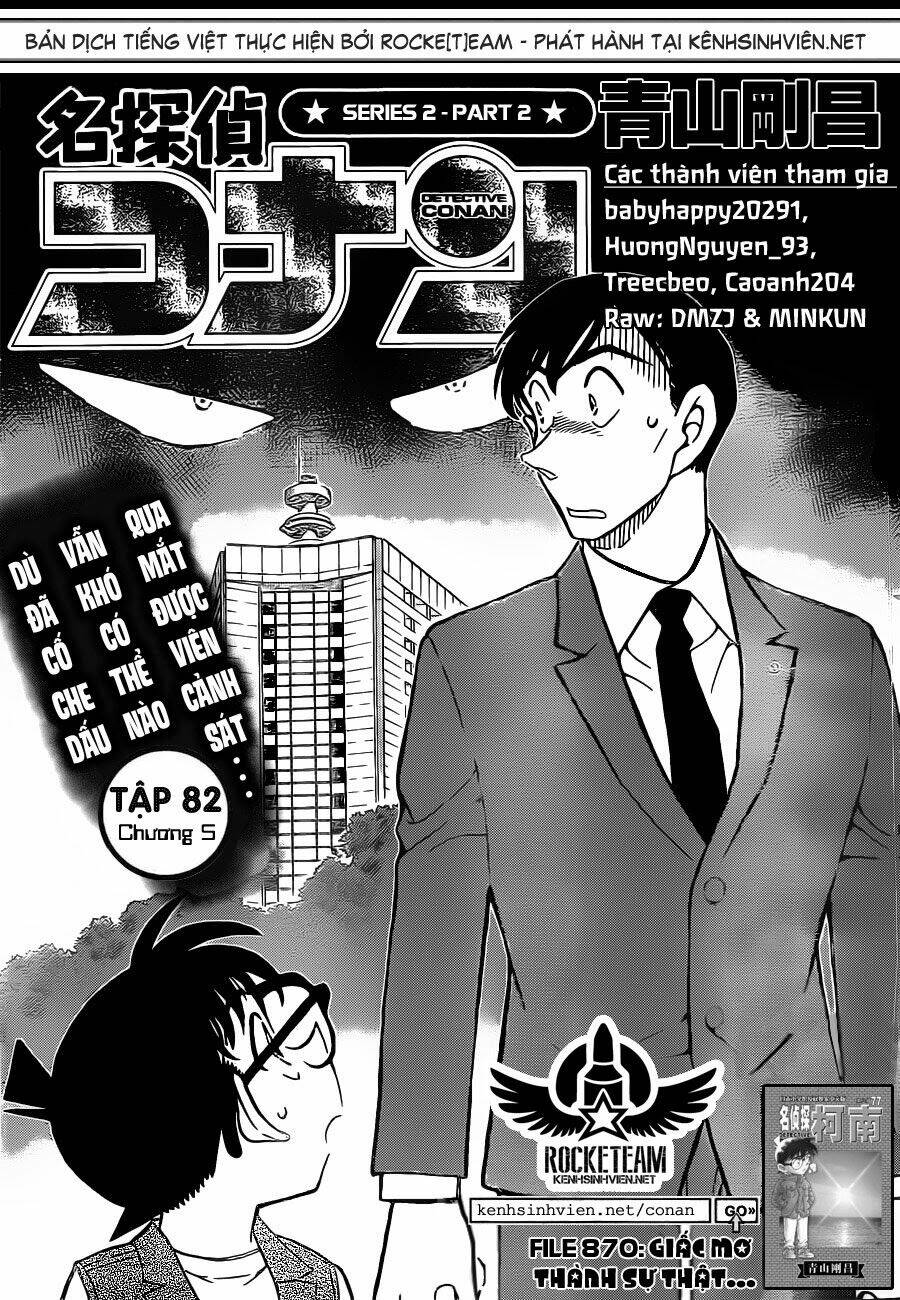 BẢN DỊCH TIẾNG VIỆT THỰC HIỆN BỞI ROCKE[T]EAM - PHÁT HÀNH TẠI KÊNHSINHVIÊN.NET
★ SERIES 2 - PART 2 ★
名探偵
コナン
DETECTIVE
CONAN
青山剛昌
Các thành viên tham gia
babyhappy20291,
HuongNguyen_93,
Treecbeo, Caoanh204
Raw: DMZJ & MINKUN
DÙ VẪN QUA
ĐÃ KHÓ MẮT
CỐ CÓ ĐƯỢC
CHE THỂ VIÊN
DẤU NÀO CẢNH
SÁT...
TẬP 82
Chương 5
ROCKETEAM
KENHSINHVIEN.NET
kenhsinhvien.net/conan
GO»
FILE 870: GIẤC MƠ
THÀNH SỰ THẬT...
77
名偵探
DETECTIVE
柯南
青山剛昌